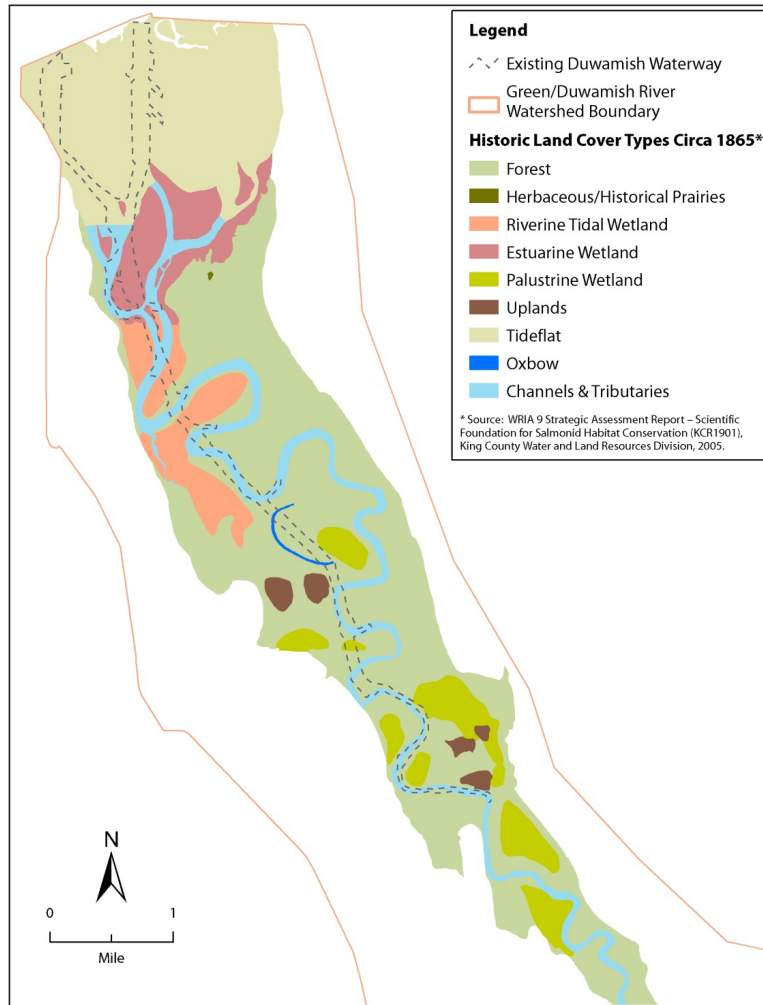 Legend
Existing Duwamish Waterway
Green/Duwamish River
Watershed Boundary
Historic Land Cover Types Circa 1865*
Forest
Herbaceous/Historical Prairies
Riverine Tidal Wetland
Estuarine Wetland
Palustrine Wetland
Uplands
Tideflat
Oxbow
Channels & Tributaries
* Source: WRIA 9 Strategic Assessment Report – Scientific
Foundation for Salmonid Habitat Conservation (KCR1901),
King County Water and Land Resources Division, 2005.
N
0 1
Mile